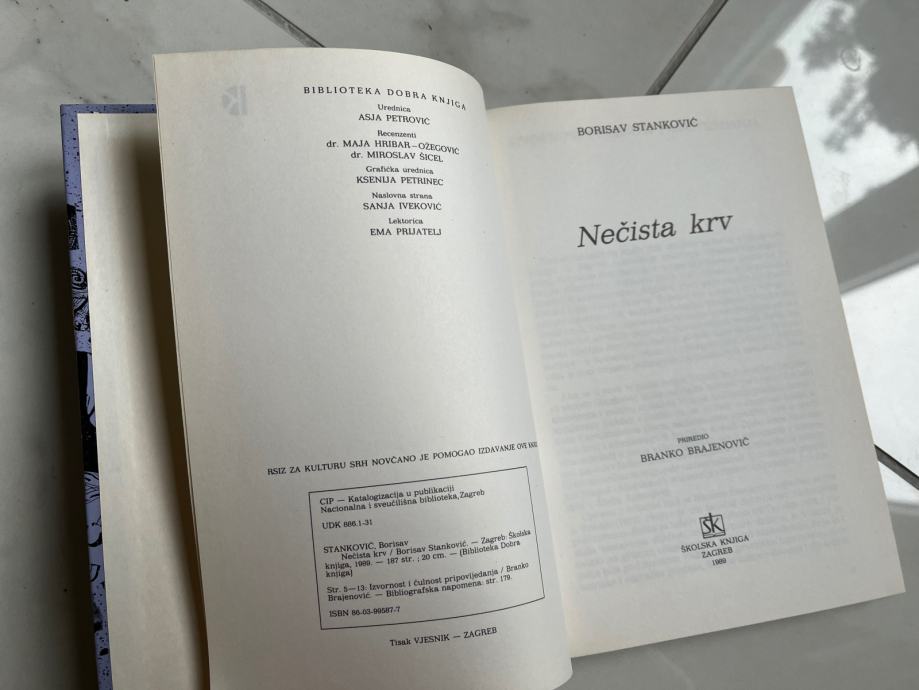 BIBLIOTEKA DOBRA KNJIGA
Urednica
ASJA PETROVIĆ
Recenzenti
dr. MAJA HRIBAR–OŽEGOVIĆ
dr. MIROSLAV ŠICEL
Grafička urednica
KSENIJA PETRINEC
Naslovna strana
SANJA IVEKOVIĆ
Lektorica
EMA PRIJATELJ
RSIZ ZA KULTURU SRH NOVČANO JE POMOGAO IZDAVANJE OVE
CIP — Katalogizacija u publikaciji
Nacionalna i sveučilišna biblioteka, Zagreb
UDK 886.1-31
STANKOVIĆ, Borisav
Nečista krv / Borisav Stanković. — Zagreb: Školska
knjiga, 1989. — 187 str. ; 20 cm. — (Biblioteka Dobra
knjiga)
Str. 5—13: Izvornost i čulnost pripovijedanja / Branko
Brajenović. — Bibliografska napomena: str. 179.
ISBN 86-03-99587-7
Tisak VJESNIK — ZAGREB
BORISAV STANKOVIĆ
Nečista krv
PRIREDIO
BRANKO BRAJENOVIĆ
ŠK
ŠKOLSKA KNJIGA
ZAGREB
1989